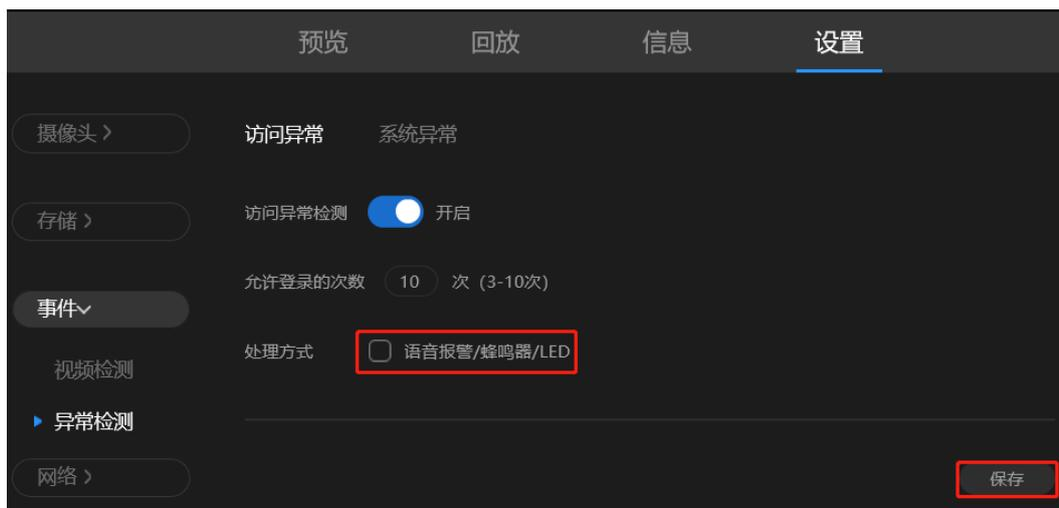 预览 回放 信息 设置
摄像头 >
访问异常 系统异常
存储 >
访问异常检测 开启
允许登录的次数 10 次 (3-10次)
事件
处理方式 语音报警/蜂鸣器/LED
视频检测
异常检测
网络 >
保存